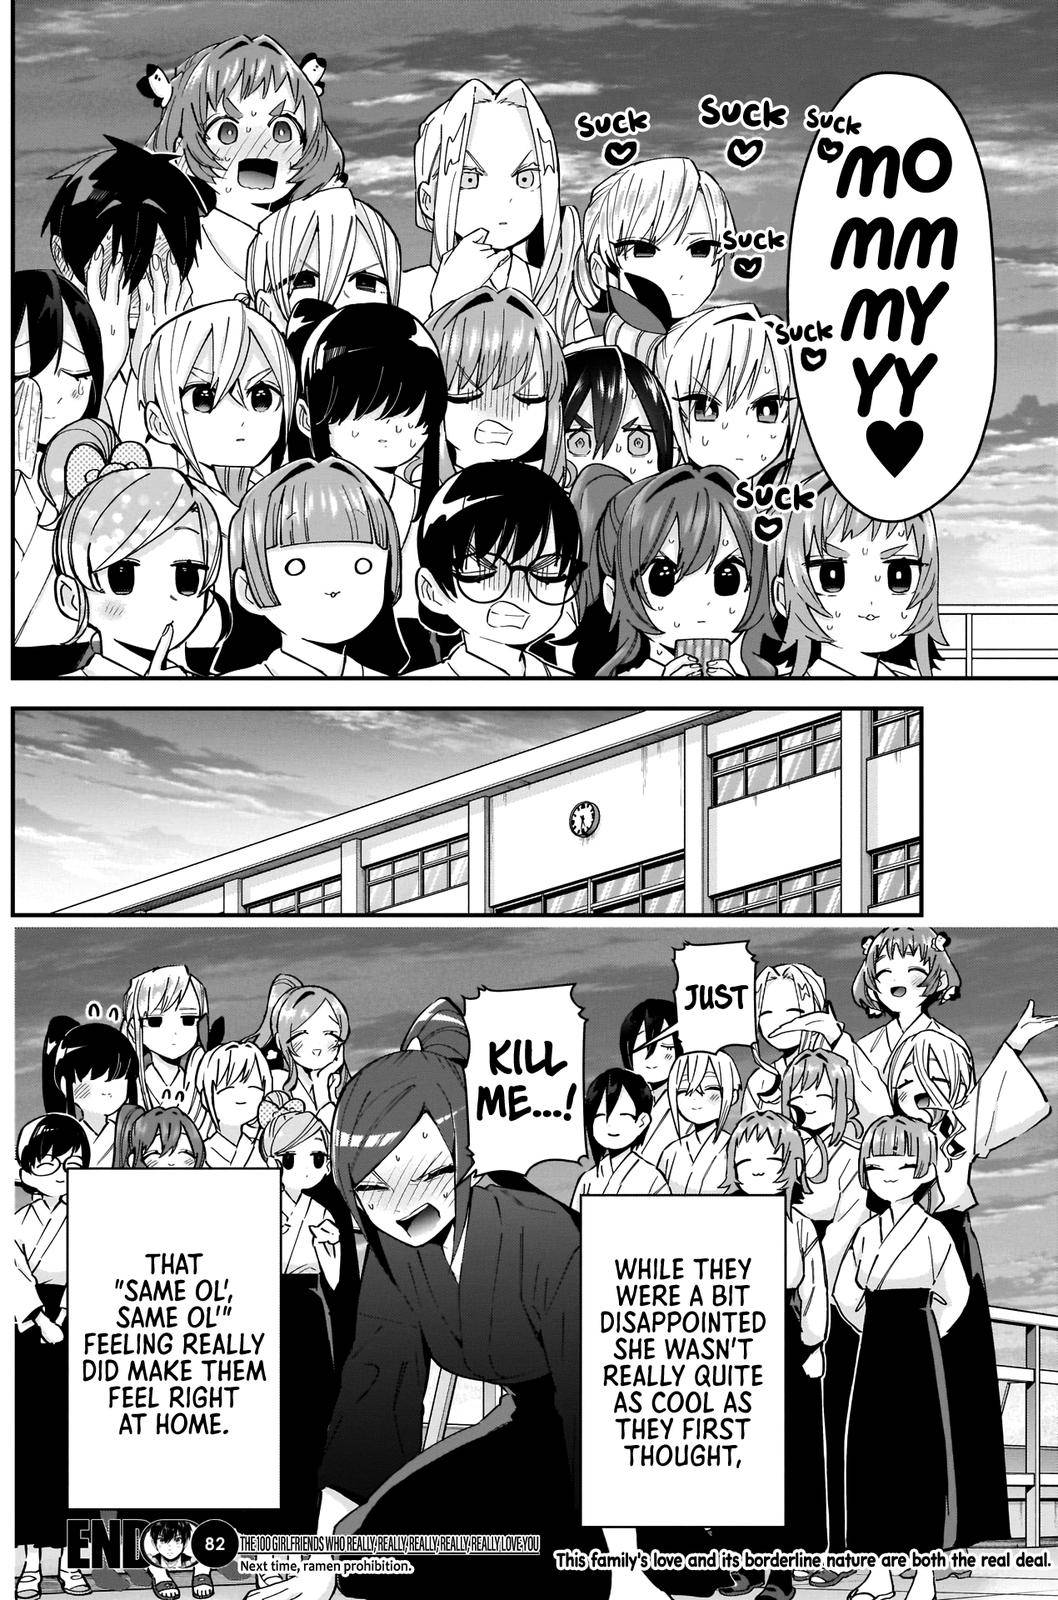 MO
MM
MY
YY
♥
SUCK ♡
SUCK ♡
SUCK ♡
SUCK ♡
SUCK ♡
SUCK ♡
JUST
KILL
ME...!
WHILE THEY
WERE A BIT
DISAPPOINTED
SHE WASN'T
REALLY QUITE
AS COOL AS
THEY FIRST
THOUGHT,
THAT
"SAME OL',
SAME OL'"
FEELING REALLY
DID MAKE THEM
FEEL RIGHT
AT HOME.
END
82
THE 100 GIRLFRIENDS WHO REALLY, REALLY, REALLY, REALLY, REALLY LOVE YOU
Next time, ramen prohibition.
This family's love and its borderline nature are both the real deal.